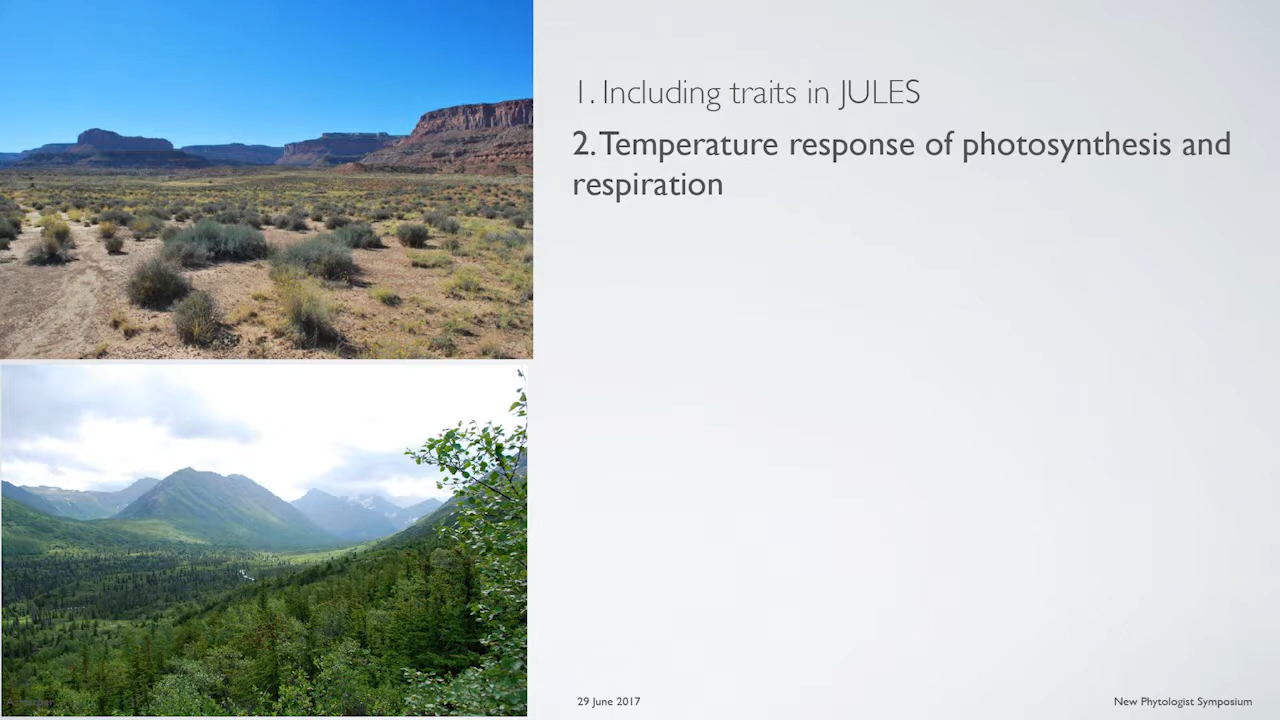 1. Including traits in JULES
2. Temperature response of photosynthesis and
respiration
29 June 2017
New Phytologist Symposium